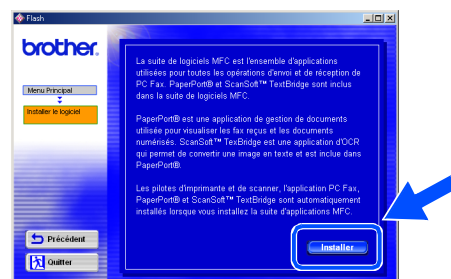 Flash
brother.
Menu Principal
Installer le logiciel
La suite de logiciels MFC est l'ensemble d'applications
utilisées pour toutes les opérations d'envoi et de réception de
PC Fax. PaperPort® et ScanSoft™ TextBridge sont inclus
dans la suite de logiciels MFC.
PaperPort® est une application de gestion de documents
utilisée pour visualiser les fax reçus et les documents
numérisés. ScanSoft™ TexBridge est une application d'OCR
qui permet de convertir une image en texte et est incluse dans
PaperPort®.
Les pilotes d'imprimante et de scanner, l'application PC Fax,
PaperPort® et ScanSoft™ TextBridge sont automatiquement
installés lorsque vous installez la suite d'applications MFC.
Installer
Précédent
Quitter